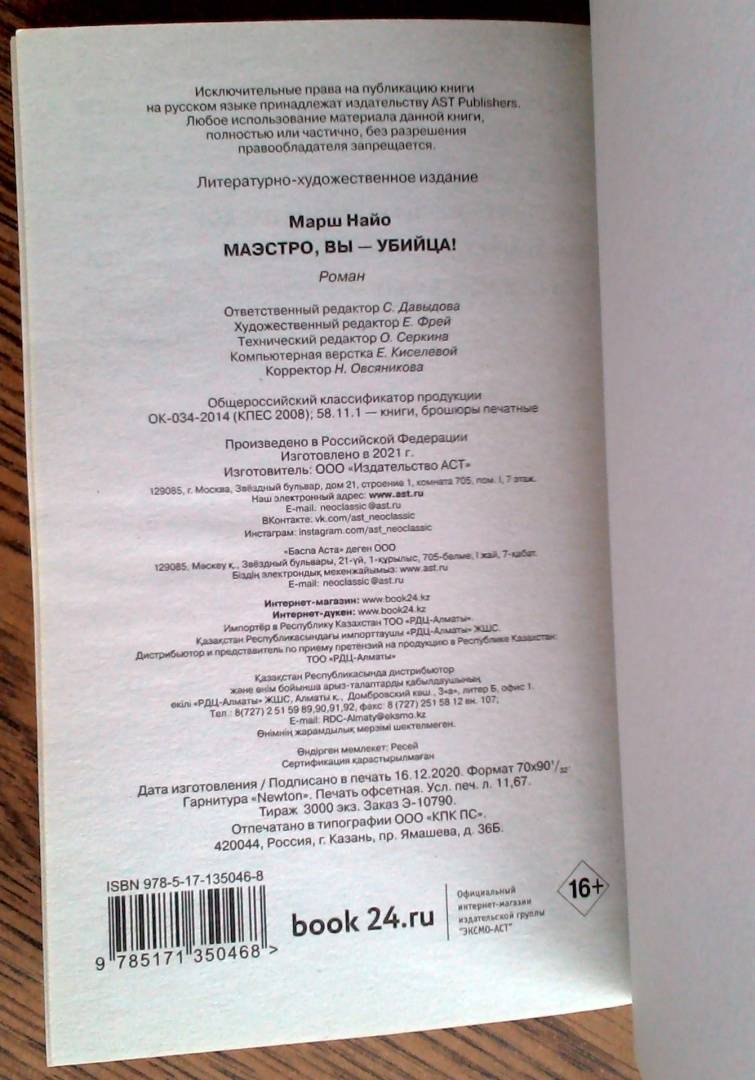 Исключительные права на публикацию книги
на русском языке принадлежат издательству AST Publishers.
Любое использование материала данной книги,
полностью или частично, без разрешения
правообладателя запрещается.
Литературно-художественное издание
Марш Найо
МАЭСТРО, ВЫ — УБИЙЦА!
Роман
Ответственный редактор С. Давыдова
Художественный редактор Е. Фрей
Технический редактор О. Серкина
Компьютерная верстка Е. Киселевой
Корректор Н. Овсяникова
Общероссийский классификатор продукции
ОК-034-2014 (КПЕС 2008); 58.11.1 — книги, брошюры печатные
Произведено в Российской Федерации
Изготовлено в 2021 г.
Изготовитель: ООО «Издательство АСТ»
129085, г. Москва, Звёздный бульвар, дом 21, строение 1, комната 705, пом. I, 7 этаж.
Наш электронный адрес: www.ast.ru
E-mail: neoclassic@ast.ru
ВКонтакте: vk.com/ast_neoclassic
Инстаграм: instagram.com/ast_neoclassic
«Баспа Аста» деген ООО
129085, Мәскеу қ., Звёздный бульвары, 21-үй, 1-құрылыс, 705-бөлме, I жай, 7-қабат.
Біздің электрондық мекенжайымыз: www.ast.ru
E-mail: neoclassic@ast.ru
Интернет-магазин: www.book24.kz
Интернет-дүкен: www.book24.kz
Импортёр в Республику Казахстан ТОО «РДЦ-Алматы».
Қазақстан Республикасындағы импорттаушы «РДЦ-Алматы» ЖШС.
Дистрибьютор и представитель по приему претензий на продукцию в Республике Казахстан:
ТОО «РДЦ-Алматы»
Қазақстан Республикасында дистрибьютор
және өнім бойынша арыз-талаптарды қабылдаушының
өкілі «РДЦ-Алматы» ЖШС, Алматы қ., Домбровский көш., 3«а», литер Б, офис 1.
Тел.: 8(727) 2 51 59 89,90,91,92, факс: 8 (727) 251 58 12 вн. 107;
E-mail: RDC-Almaty@eksmo.kz
Өнімнің жарамдылық мерзімі шектелмеген.
Өндірген мемлекет: Ресей
Сертификация қарастырылмаған
Дата изготовления / Подписано в печать 16.12.2020. Формат 70x90¹/₃₂.
Гарнитура «Newton». Печать офсетная. Усл. печ. л. 11,67.
Тираж 3000 экз. Заказ Э-10790.
Отпечатано в типографии ООО «КПК ПС».
420044, Россия, г. Казань, пр. Ямашева, д. 36Б.
ISBN 978-5-17-135046-8
9 785171 350468 >
book 24.ru
Официальный
интернет-магазин
издательской группы
"ЭКСМО-АСТ"
16+